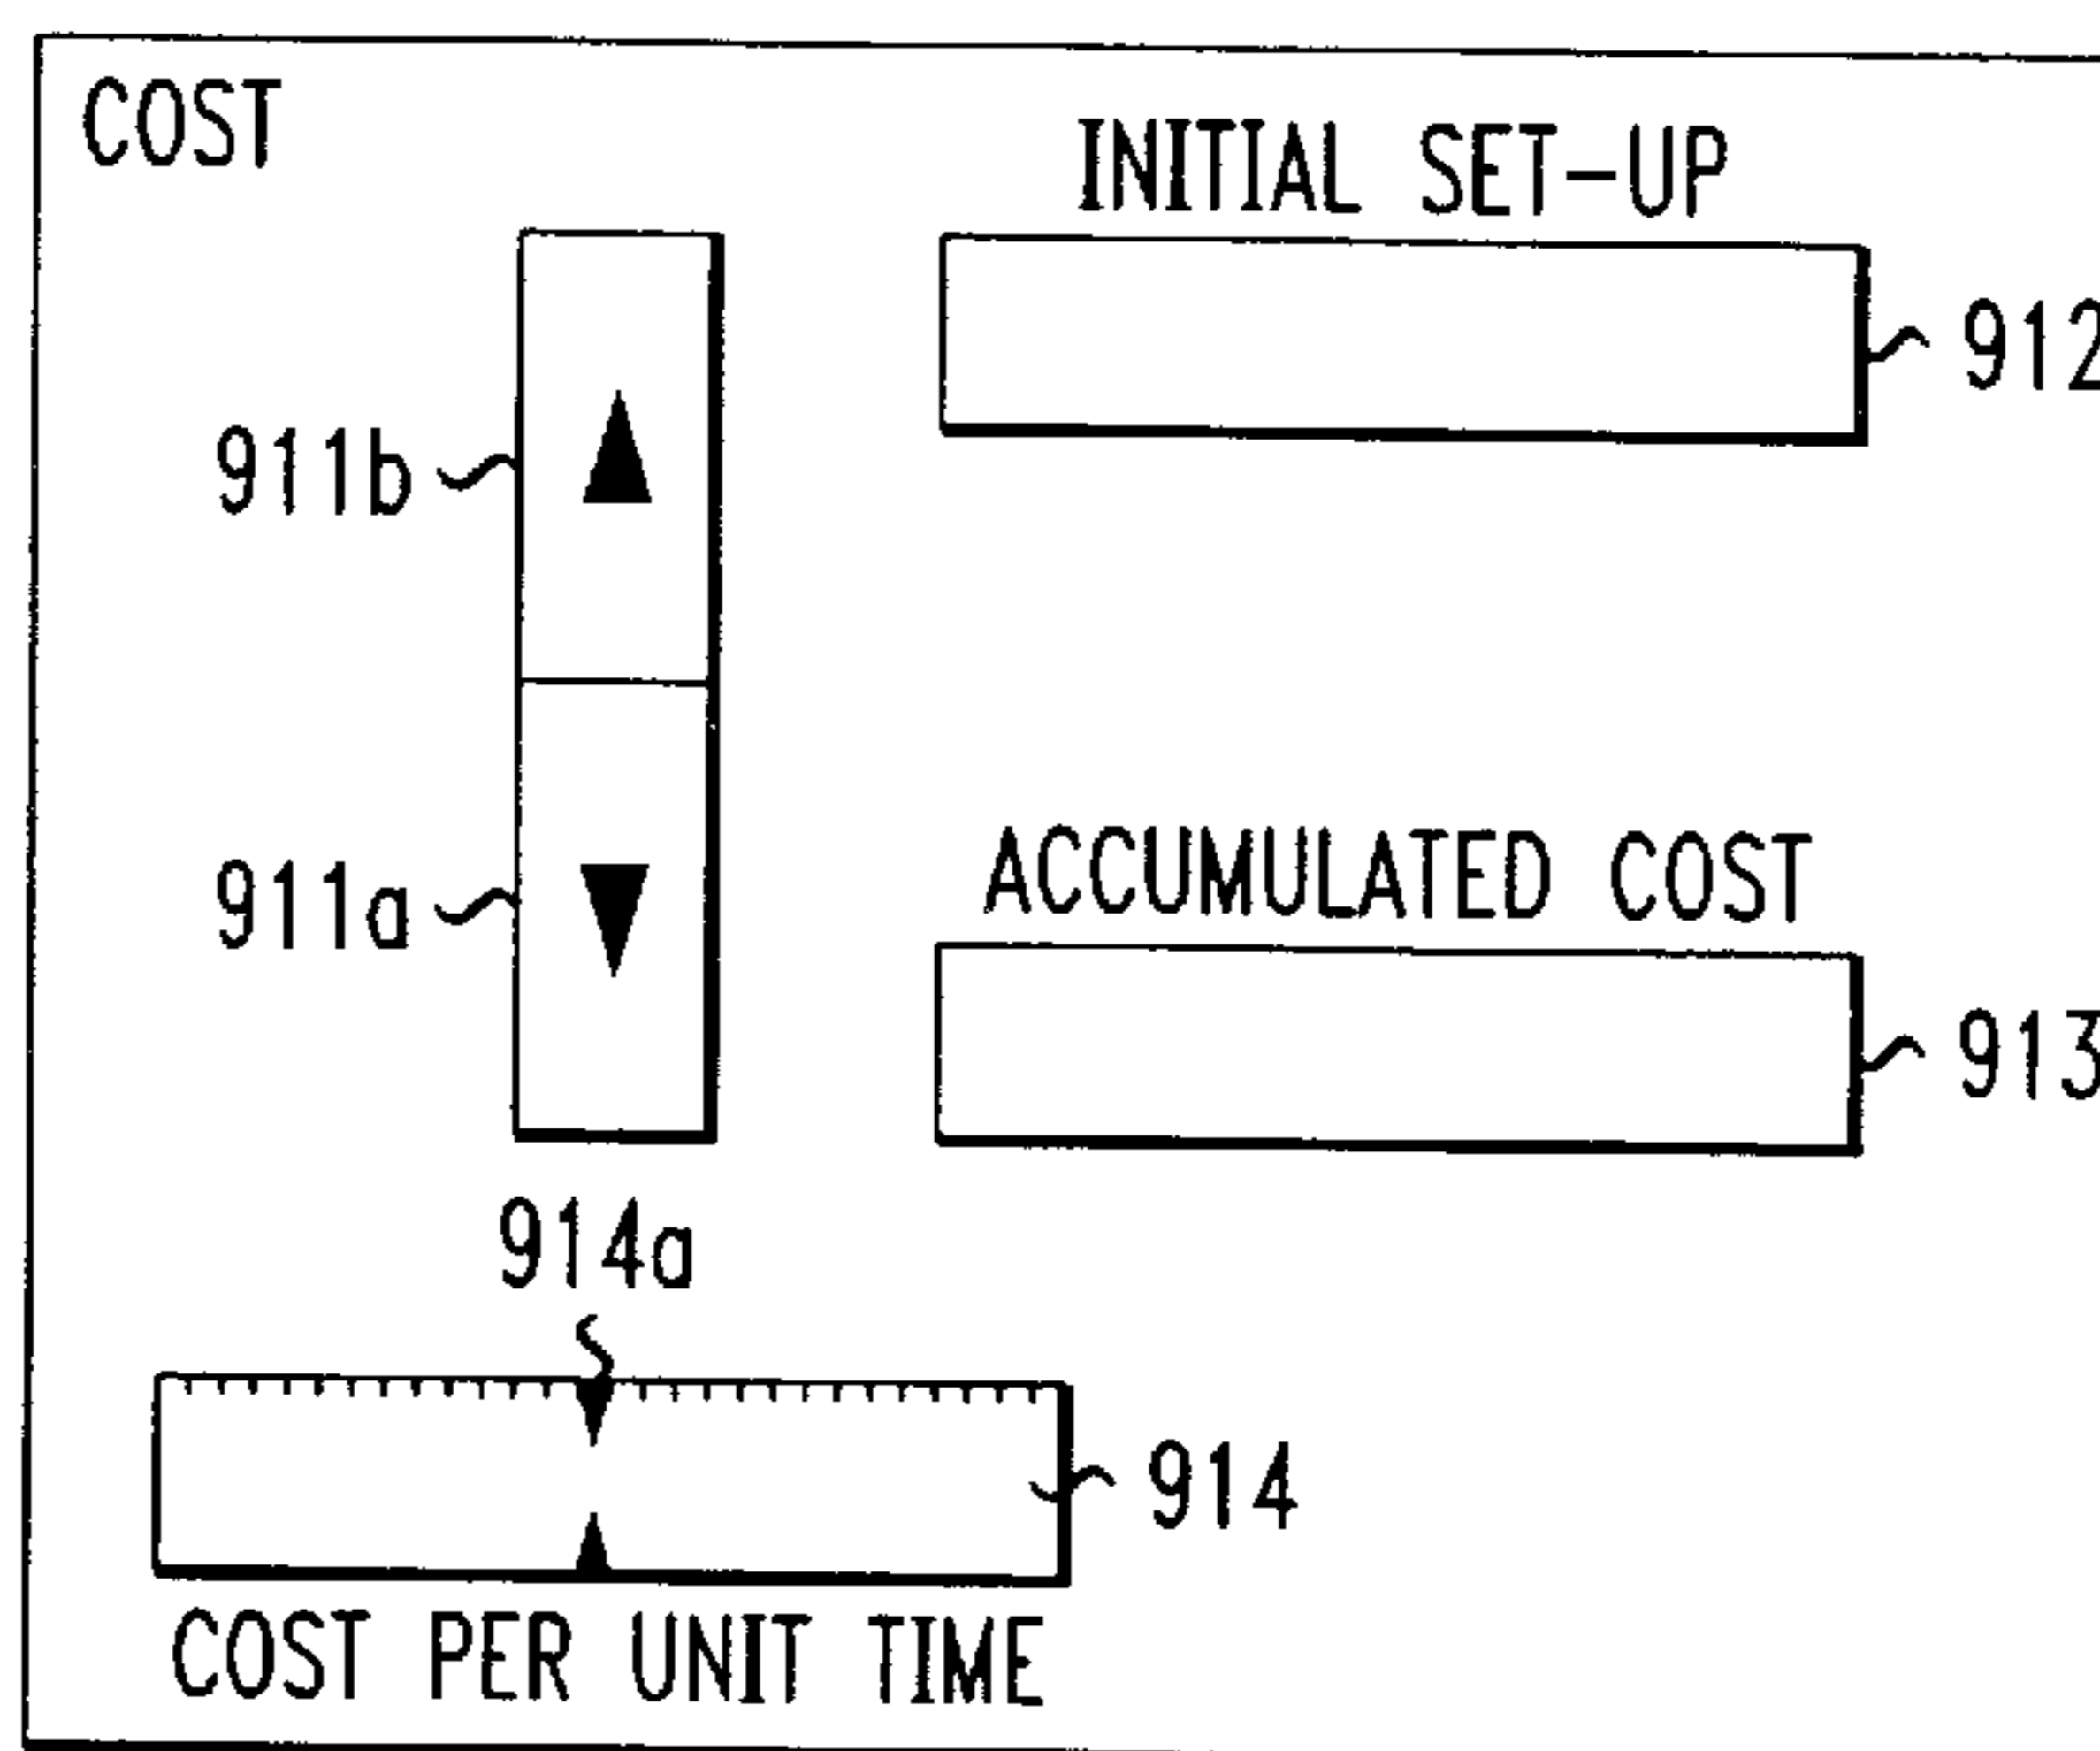 COST
INITIAL SET-UP
912
911b
ACCUMULATED COST
911a
913
914a
914
COST PER UNIT TIME